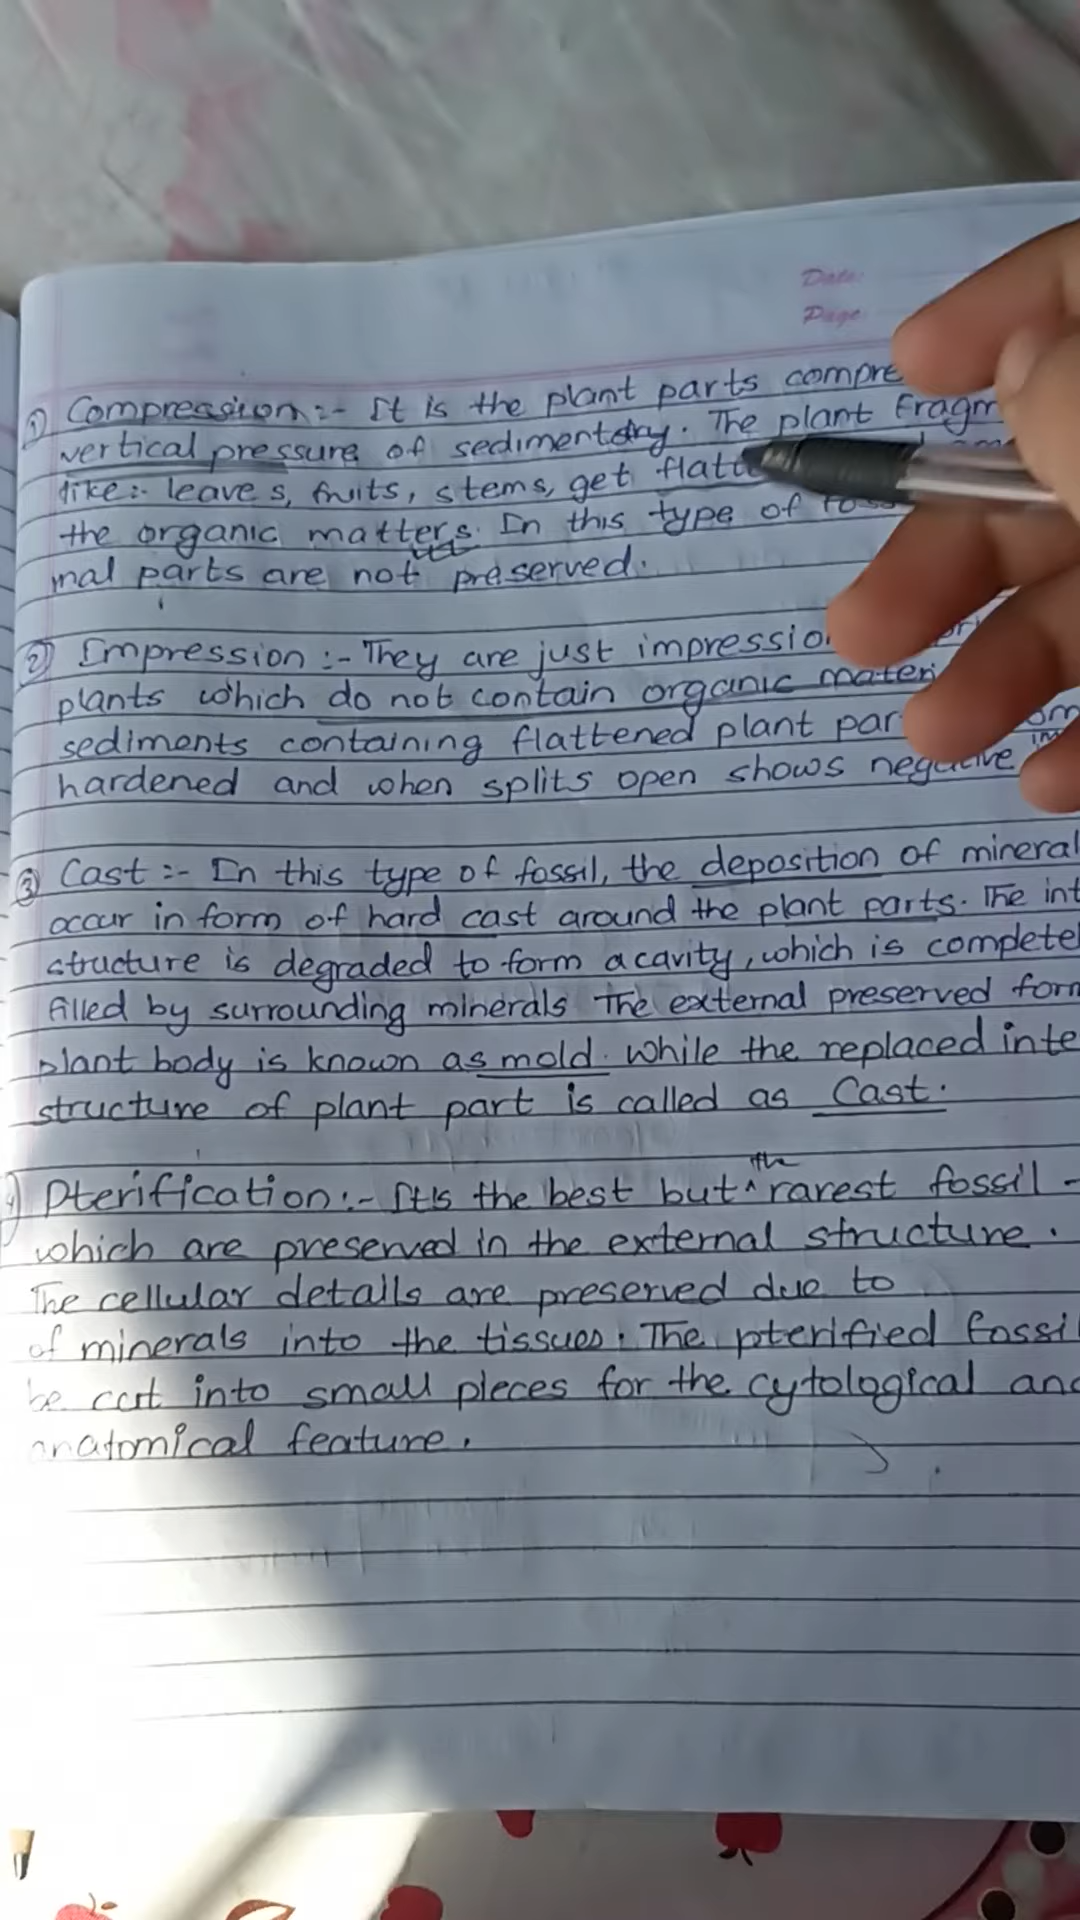 Date:
Page:
① Compression :- It is the plant parts compre
vertical pressure of sedimentary. The plant Fragm
like :- leaves, fruits, stems, get flatt
the organic matters. In this type of foss
mal parts are not preserved.
② Impression :- They are just impressio
plants which do not contain organic materi
sediments containing flattened plant par
hardened and when splits open shows negative im
③ Cast :- In this type of fossil, the deposition of mineral
occur in form of hard cast around the plant parts. The int
structure is degraded to form a cavity, which is complete
filled by surrounding minerals The external preserved form
plant body is known as mold. While the replaced inte
structure of plant part is called as Cast.
Pterification :- It's the best but the rarest fossil -
which are preserved in the external structure.
The cellular details are preserved due to
of minerals into the tissues. The pterified fossi
be cut into small pieces for the cytological and
anatomical feature.